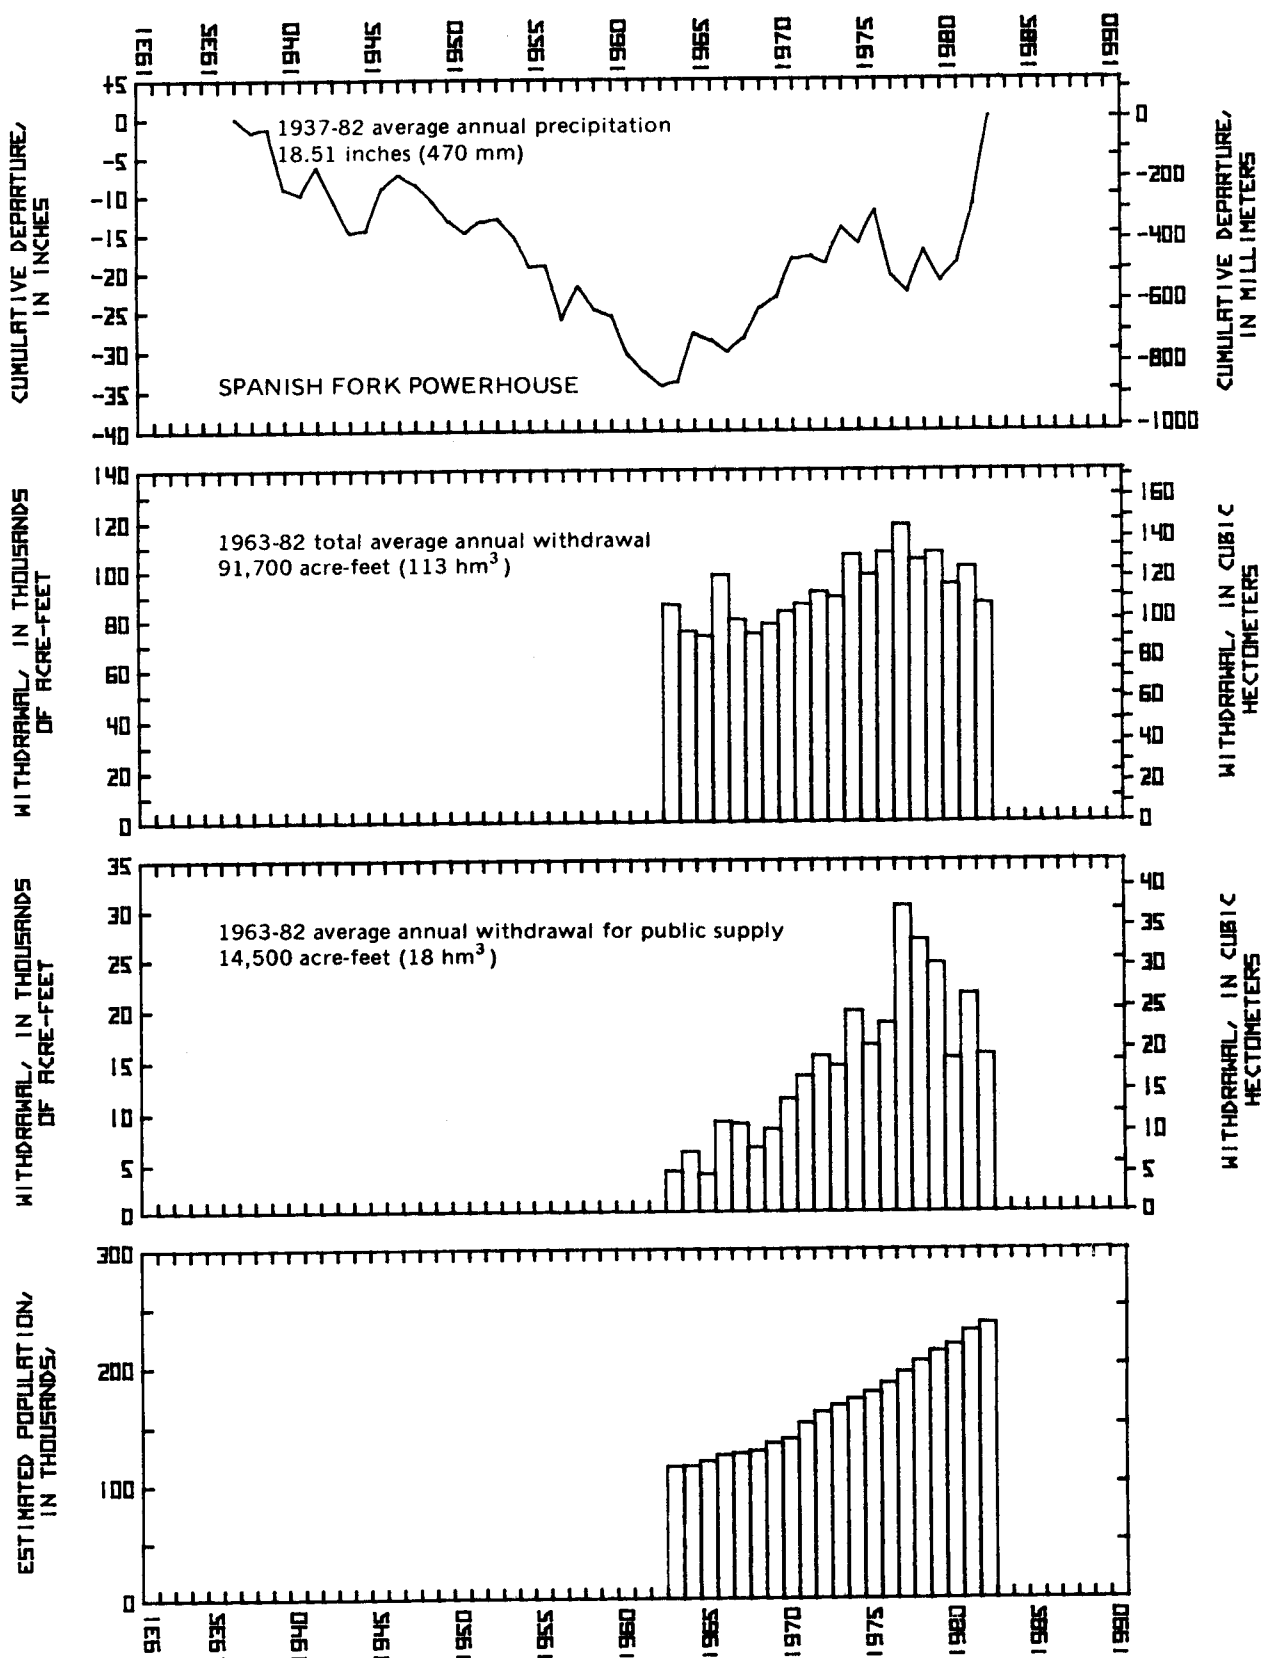 1931 1935 1940 1945 1950 1955 1960 1965 1970 1975 1980 1985 1990
CUMULATIVE DEPARTURE,
IN INCHES
+5
0
-5
-10
-15
-20
-25
-30
-35
-40
1937-82 average annual precipitation
18.51 inches (470 mm)
SPANISH FORK POWERHOUSE
0
-200
-400
-600
-800
-1000
CUMULATIVE DEPARTURE,
IN MILLIMETERS
WITHDRAWAL, IN THOUSANDS
OF ACRE-FEET
140
120
100
80
60
40
20
0
1963-82 total average annual withdrawal
91,700 acre-feet (113 hm³)
160
140
120
100
80
60
40
20
0
WITHDRAWAL, IN CUBIC
HECTOMETERS
WITHDRAWAL, IN THOUSANDS
OF ACRE-FEET
35
30
25
20
15
10
5
0
1963-82 average annual withdrawal for public supply
14,500 acre-feet (18 hm³)
40
35
30
25
20
15
10
5
0
WITHDRAWAL, IN CUBIC
HECTOMETERS
ESTIMATED POPULATION,
IN THOUSANDS,
300
200
100
0
931 935 1940 1945 1950 1955 1960 1965 1970 1975 1980 1985 1990